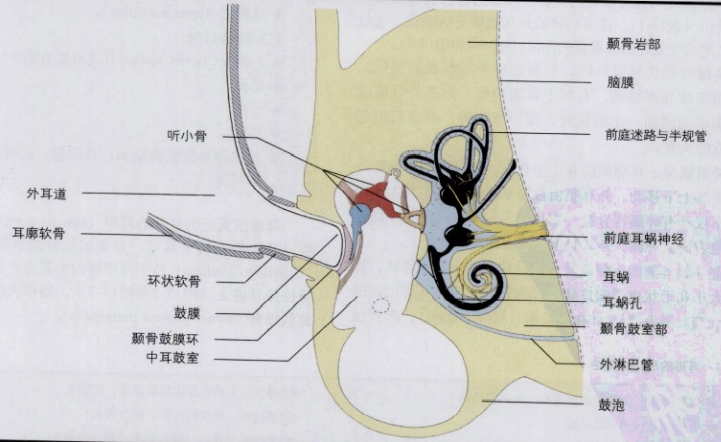 颞骨岩部
脑膜
听小骨
前庭迷路与半规管
外耳道
耳廓软骨
前庭耳蜗神经
环状软骨
耳蜗
耳蜗孔
鼓膜
颞骨鼓室部
颞骨鼓膜环
中耳鼓室
外淋巴管
鼓泡